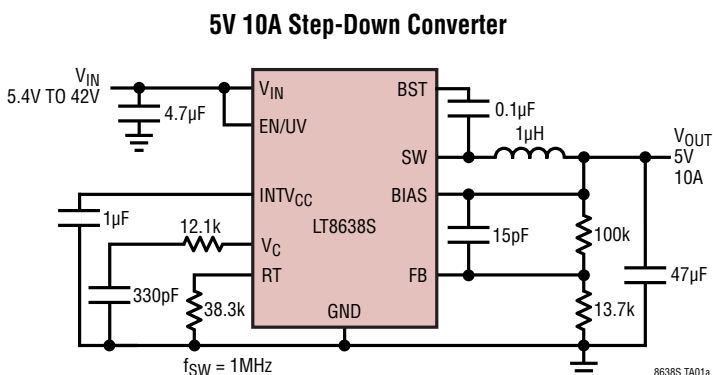 5V 10A Step-Down Converter
VIN
5.4V TO 42V
4.7µF
VIN
EN/UV
BST
0.1µF
1µH
SW
VOUT
5V
10A
INTVCC
BIAS
1µF
12.1k
LT8638S
15pF
100k
VC
RT
FB
47µF
330pF
38.3k
GND
13.7k
fSW = 1MHz
8638S TA01a